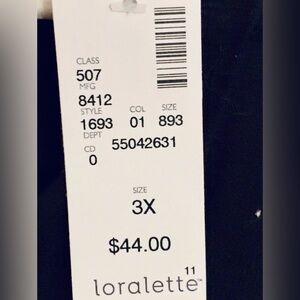 CLASS
507
MFG
8412
STYLE COL SIZE
1693 01 893
DEPT
55042631
CD
0
SIZE
3X
$44.00
11
loralette™